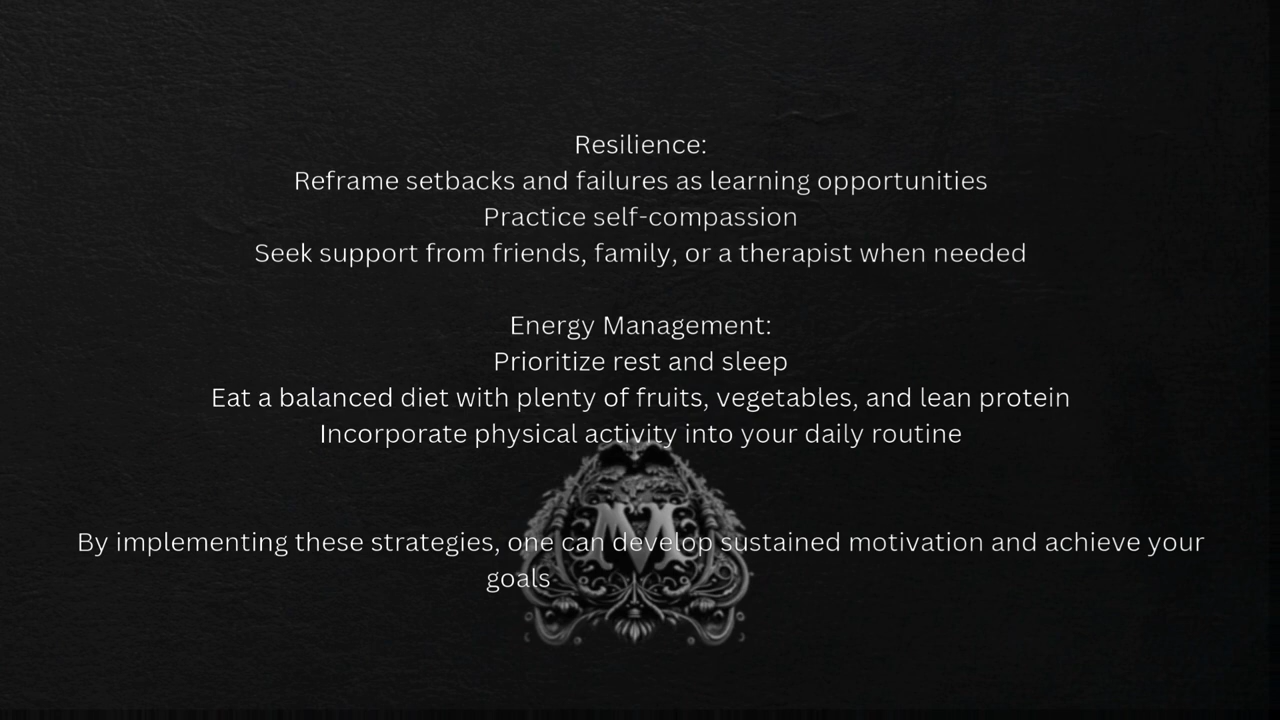 Resilience:
Reframe setbacks and failures as learning opportunities
Practice self-compassion
Seek support from friends, family, or a therapist when needed
Energy Management:
Prioritize rest and sleep
Eat a balanced diet with plenty of fruits, vegetables, and lean protein
Incorporate physical activity into your daily routine
M
By implementing these strategies, one can develop sustained motivation and achieve your
goals